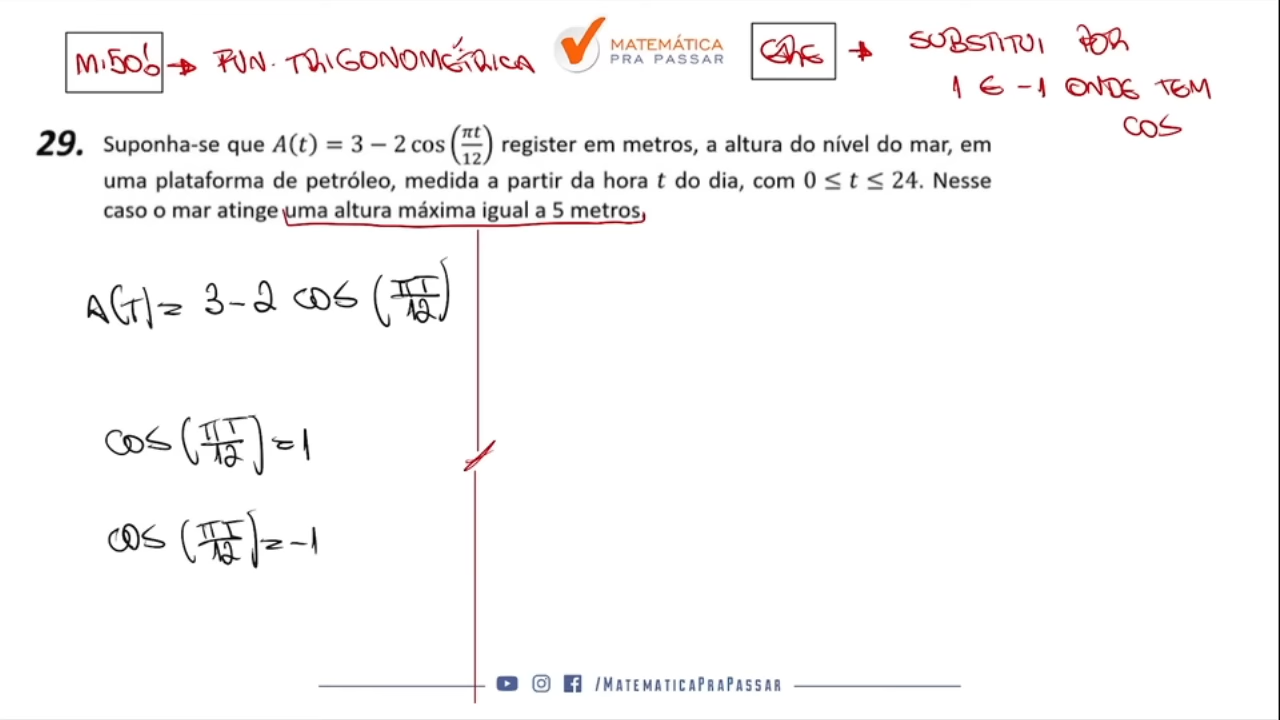 M.50! → FUN. TRIGONOMÉTRICA
MATEMÁTICA
PRA PASSAR
→ SUBSTITUI POR
1 E -1 ONDE TEM
COS
29. Suponha-se que A(t) = 3 − 2 cos (πt/12) register em metros, a altura do nível do mar, em
uma plataforma de petróleo, medida a partir da hora t do dia, com 0 ≤ t ≤ 24. Nesse
caso o mar atinge uma altura máxima igual a 5 metros.
A(T) = 3 - 2 COS (πT/12)
COS (πT/12) = 1
COS (πT/12) = -1
/MATEMATICAPRAPASSAR